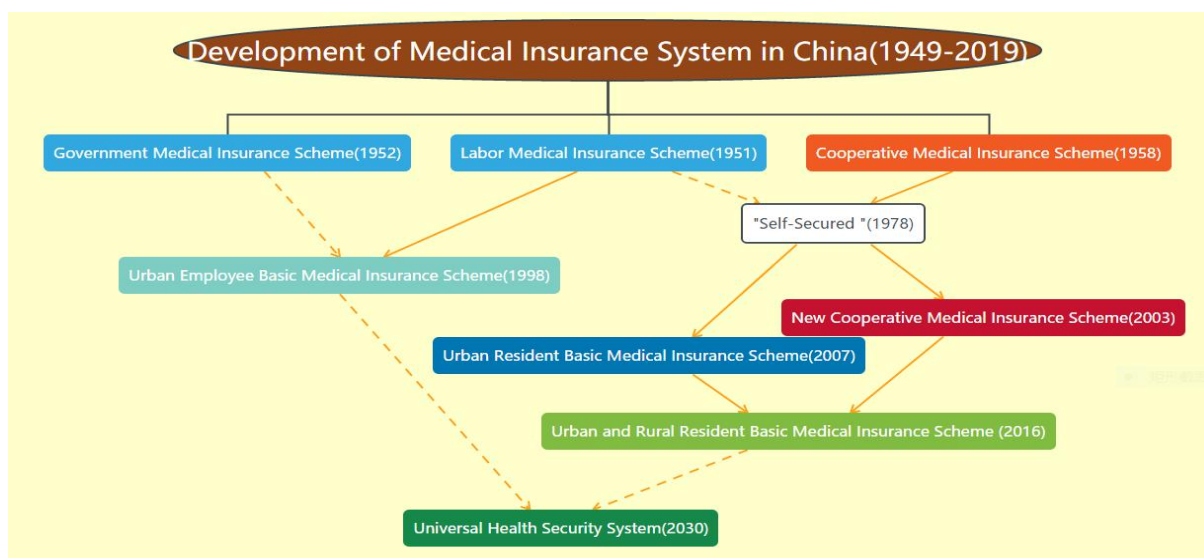 Development of Medical Insurance System in China(1949-2019)
Government Medical Insurance Scheme(1952)
Labor Medical Insurance Scheme(1951)
Cooperative Medical Insurance Scheme(1958)
"Self-Secured "(1978)
Urban Employee Basic Medical Insurance Scheme(1998)
New Cooperative Medical Insurance Scheme(2003)
Urban Resident Basic Medical Insurance Scheme(2007)
Urban and Rural Resident Basic Medical Insurance Scheme (2016)
Universal Health Security System(2030)